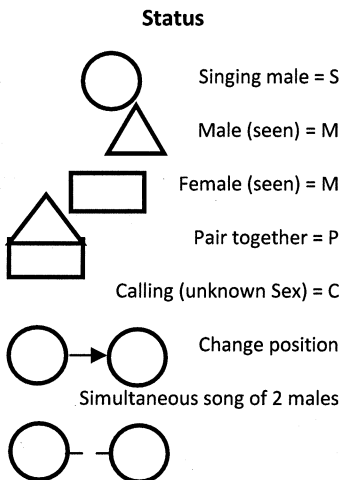 Status
Singing male = S
Male (seen) = M
Female (seen) = M
Pair together = P
Calling (unknown Sex) = C
Change position
Simultaneous song of 2 males